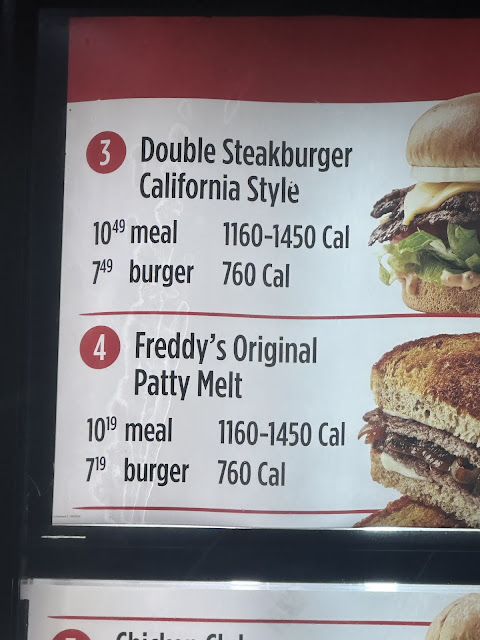 3 Double Steakburger
California Style
10⁴⁹ meal 1160-1450 Cal
7⁴⁹ burger 760 Cal
4 Freddy's Original
Patty Melt
10¹⁹ meal 1160-1450 Cal
7¹⁹ burger 760 Cal